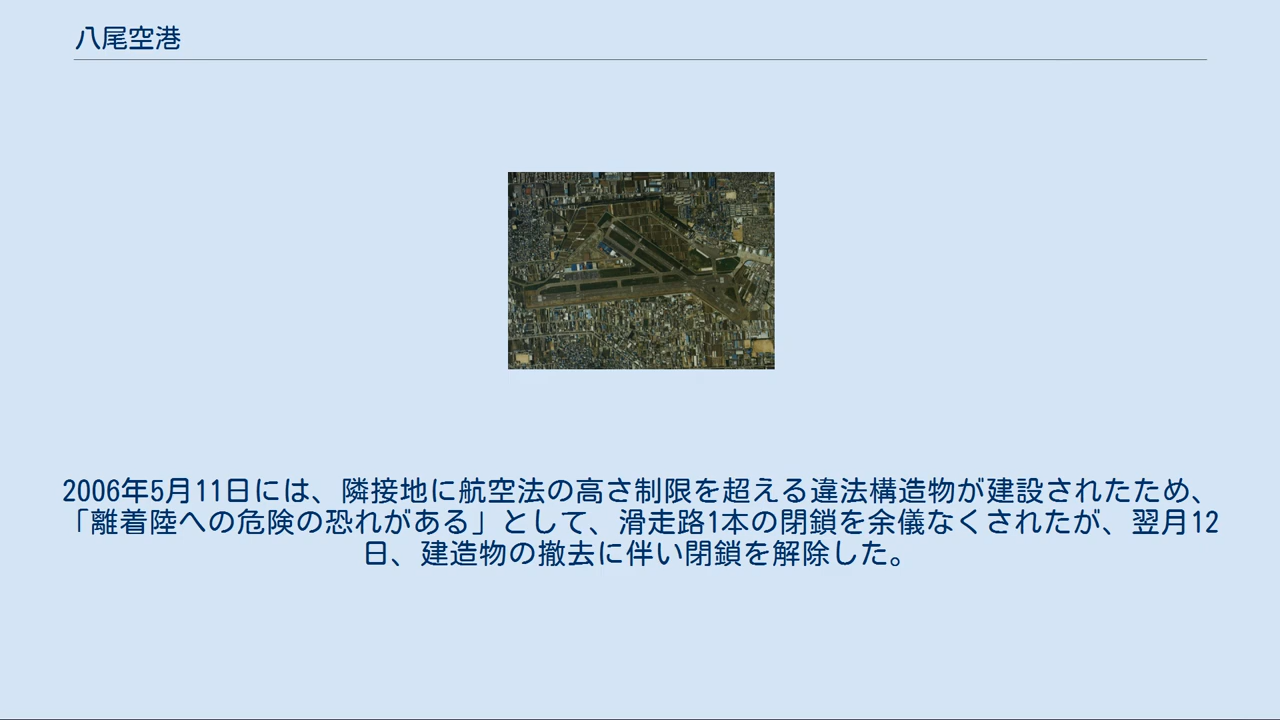 八尾空港
2006年5月11日には、隣接地に航空法の高さ制限を超える違法構造物が建設されたため、
「離着陸への危険の恐れがある」として、滑走路1本の閉鎖を余儀なくされたが、翌月12
日、建造物の撤去に伴い閉鎖を解除した。